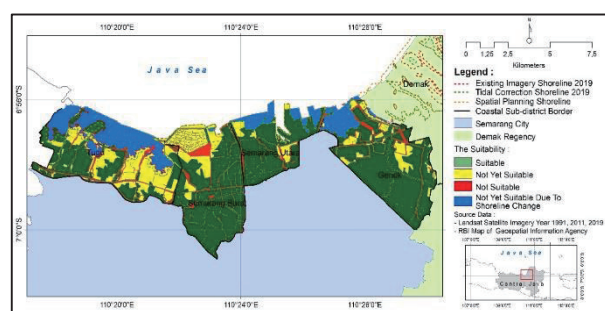 110°20'0"E 110°24'0"E 110°28'0"E
Java Sea
Demak
6°56'0"S
Tugu
Semarang Utara
Semarang Barat
Genuk
7°0'0"S
110°20'0"E 110°24'0"E 110°28'0"E
N
0 1,25 2,5 5 7,5
Kilometers
Legend :
Existing Imagery Shoreline 2019
Tidal Correction Shoreline 2019
Spatial Planning Shoreline
Coastal Sub-district Border
Semarang City
Demak Regency
The Suitability :
Suitable
Not Yet Suitable
Not Suitable
Not Yet Suitable Due To
Shoreline Change
Source Data :
- Landsat Satellite Imagery Year 1991, 2011, 2019
- RBI Map of Geospatial Information Agency
Java Sea
Central Java